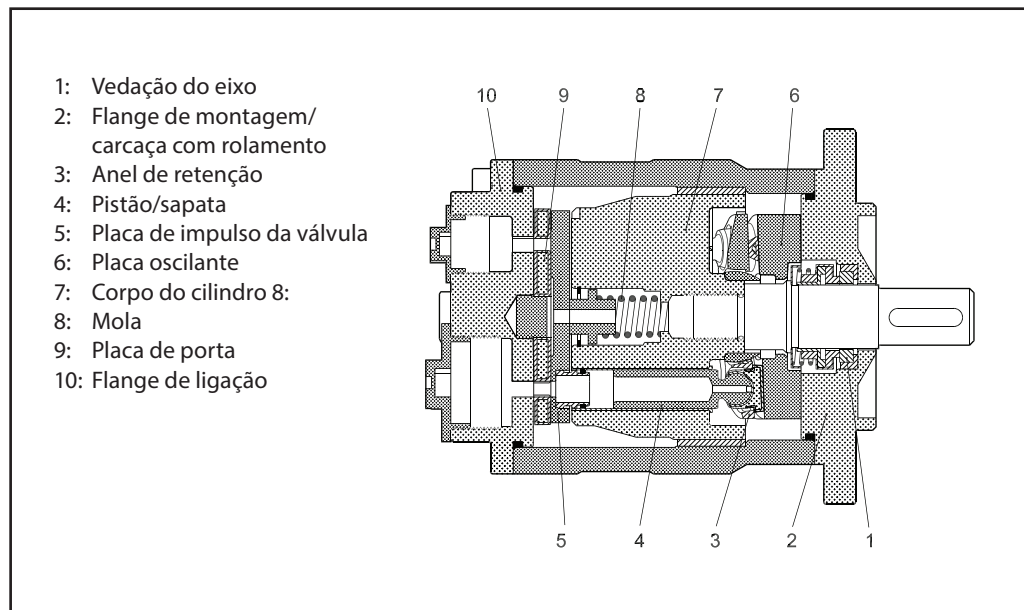 1: Vedação do eixo
2: Flange de montagem/
carcaça com rolamento
3: Anel de retenção
4: Pistão/sapata
5: Placa de impulso da válvula
6: Placa oscilante
7: Corpo do cilindro 8:
8: Mola
9: Placa de porta
10: Flange de ligação
10 9 8 7 6
5 4 3 2 1